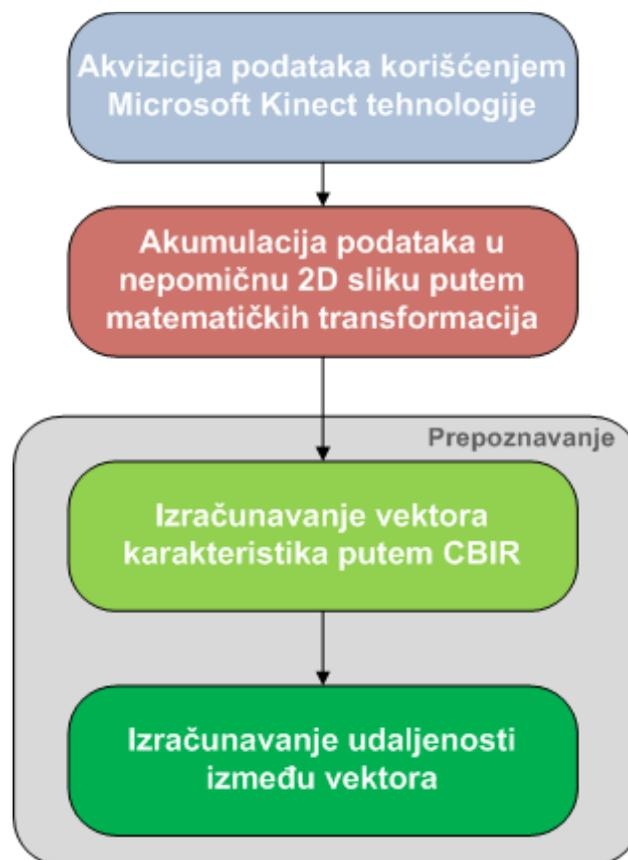 Akvizicija podataka korišćenjem
Microsoft Kinect tehnologije
Akumulacija podataka u
nepomičnu 2D sliku putem
matematičkih transformacija
Prepoznavanje
Izračunavanje vektora
karakteristika putem CBIR
Izračunavanje udaljenosti
između vektora